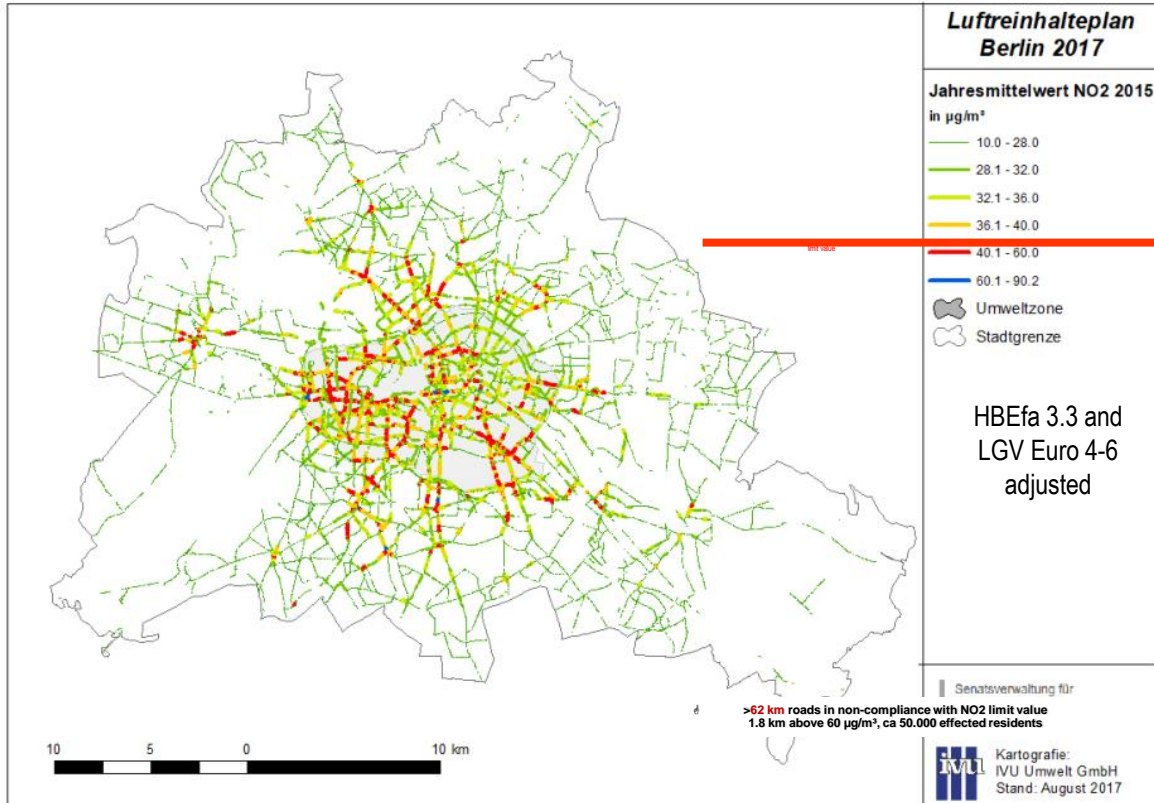 Luftreinhalteplan
Berlin 2017
Jahresmittelwert NO2 2015
in µg/m³
10.0 - 28.0
28.1 - 32.0
32.1 - 36.0
36.1 - 40.0
limit value
40.1 - 60.0
60.1 - 90.2
Umweltzone
Stadtgrenze
HBEfa 3.3 and
LGV Euro 4-6
adjusted
Senatsverwaltung für
>62 km roads in non-compliance with NO2 limit value
1.8 km above 60 µg/m³, ca 50.000 effected residents
10 5 0 10 km
ivu
Kartografie:
IVU Umwelt GmbH
Stand: August 2017